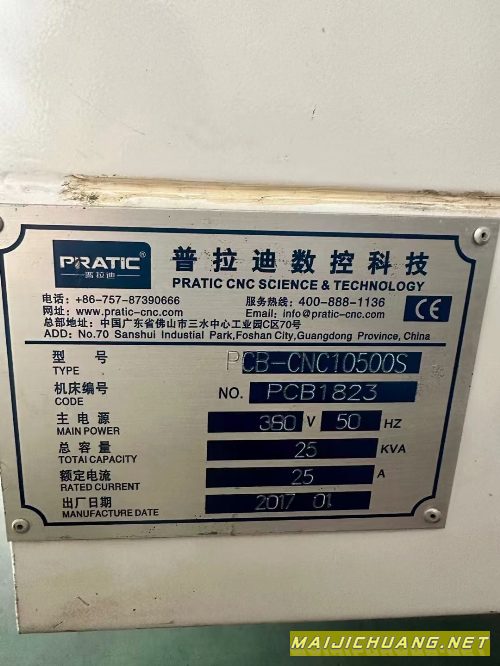 PRATIC®
普拉迪
普拉迪数控科技
PRATIC CNC SCIENCE & TECHNOLOGY
电话：+86-757-87390666 服务热线：400-888-1136
网址：www.pratic-cnc.com Email：info@pratic-cnc.com
总部地址：中国广东省佛山市三水中心工业园C区70号
ADD: No.70 Sanshui Industial Park,Foshan City,Guangdong Province, China
CE
型 号 PCB-CNC10500S
TYPE
机床编号 NO. PCB1823
CODE
主 电 源 380 V 50 HZ
MAIN POWER
总 容 量 25 KVA
TOTAI CAPACITY
额定电流 25 A
RATED CURRENT
出厂日期 2017 01
MANUFACTURE DATE
MAIJICHUANG.NET